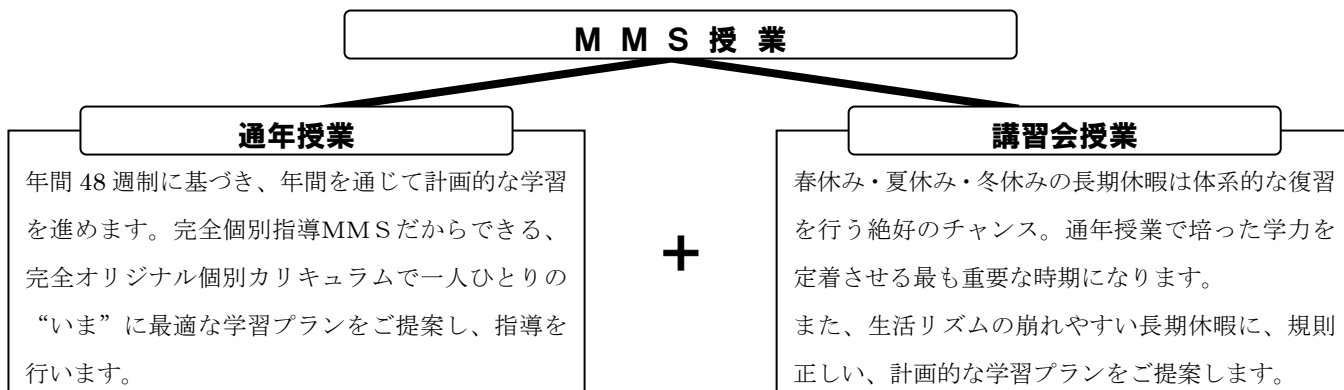 ＭＭＳ授業
通年授業
年間 48 週制に基づき、年間を通じて計画的な学習
を進めます。完全個別指導MMＳだからできる、
完全オリジナル個別カリキュラムで一人ひとりの
“いま”に最適な学習プランをご提案し、指導を
行います。
＋
講習会授業
春休み・夏休み・冬休みの長期休暇は体系的な復習
を行う絶好のチャンス。通年授業で培った学力を
定着させる最も重要な時期になります。
また、生活リズムの崩れやすい長期休暇に、規則
正しい、計画的な学習プランをご提案します。